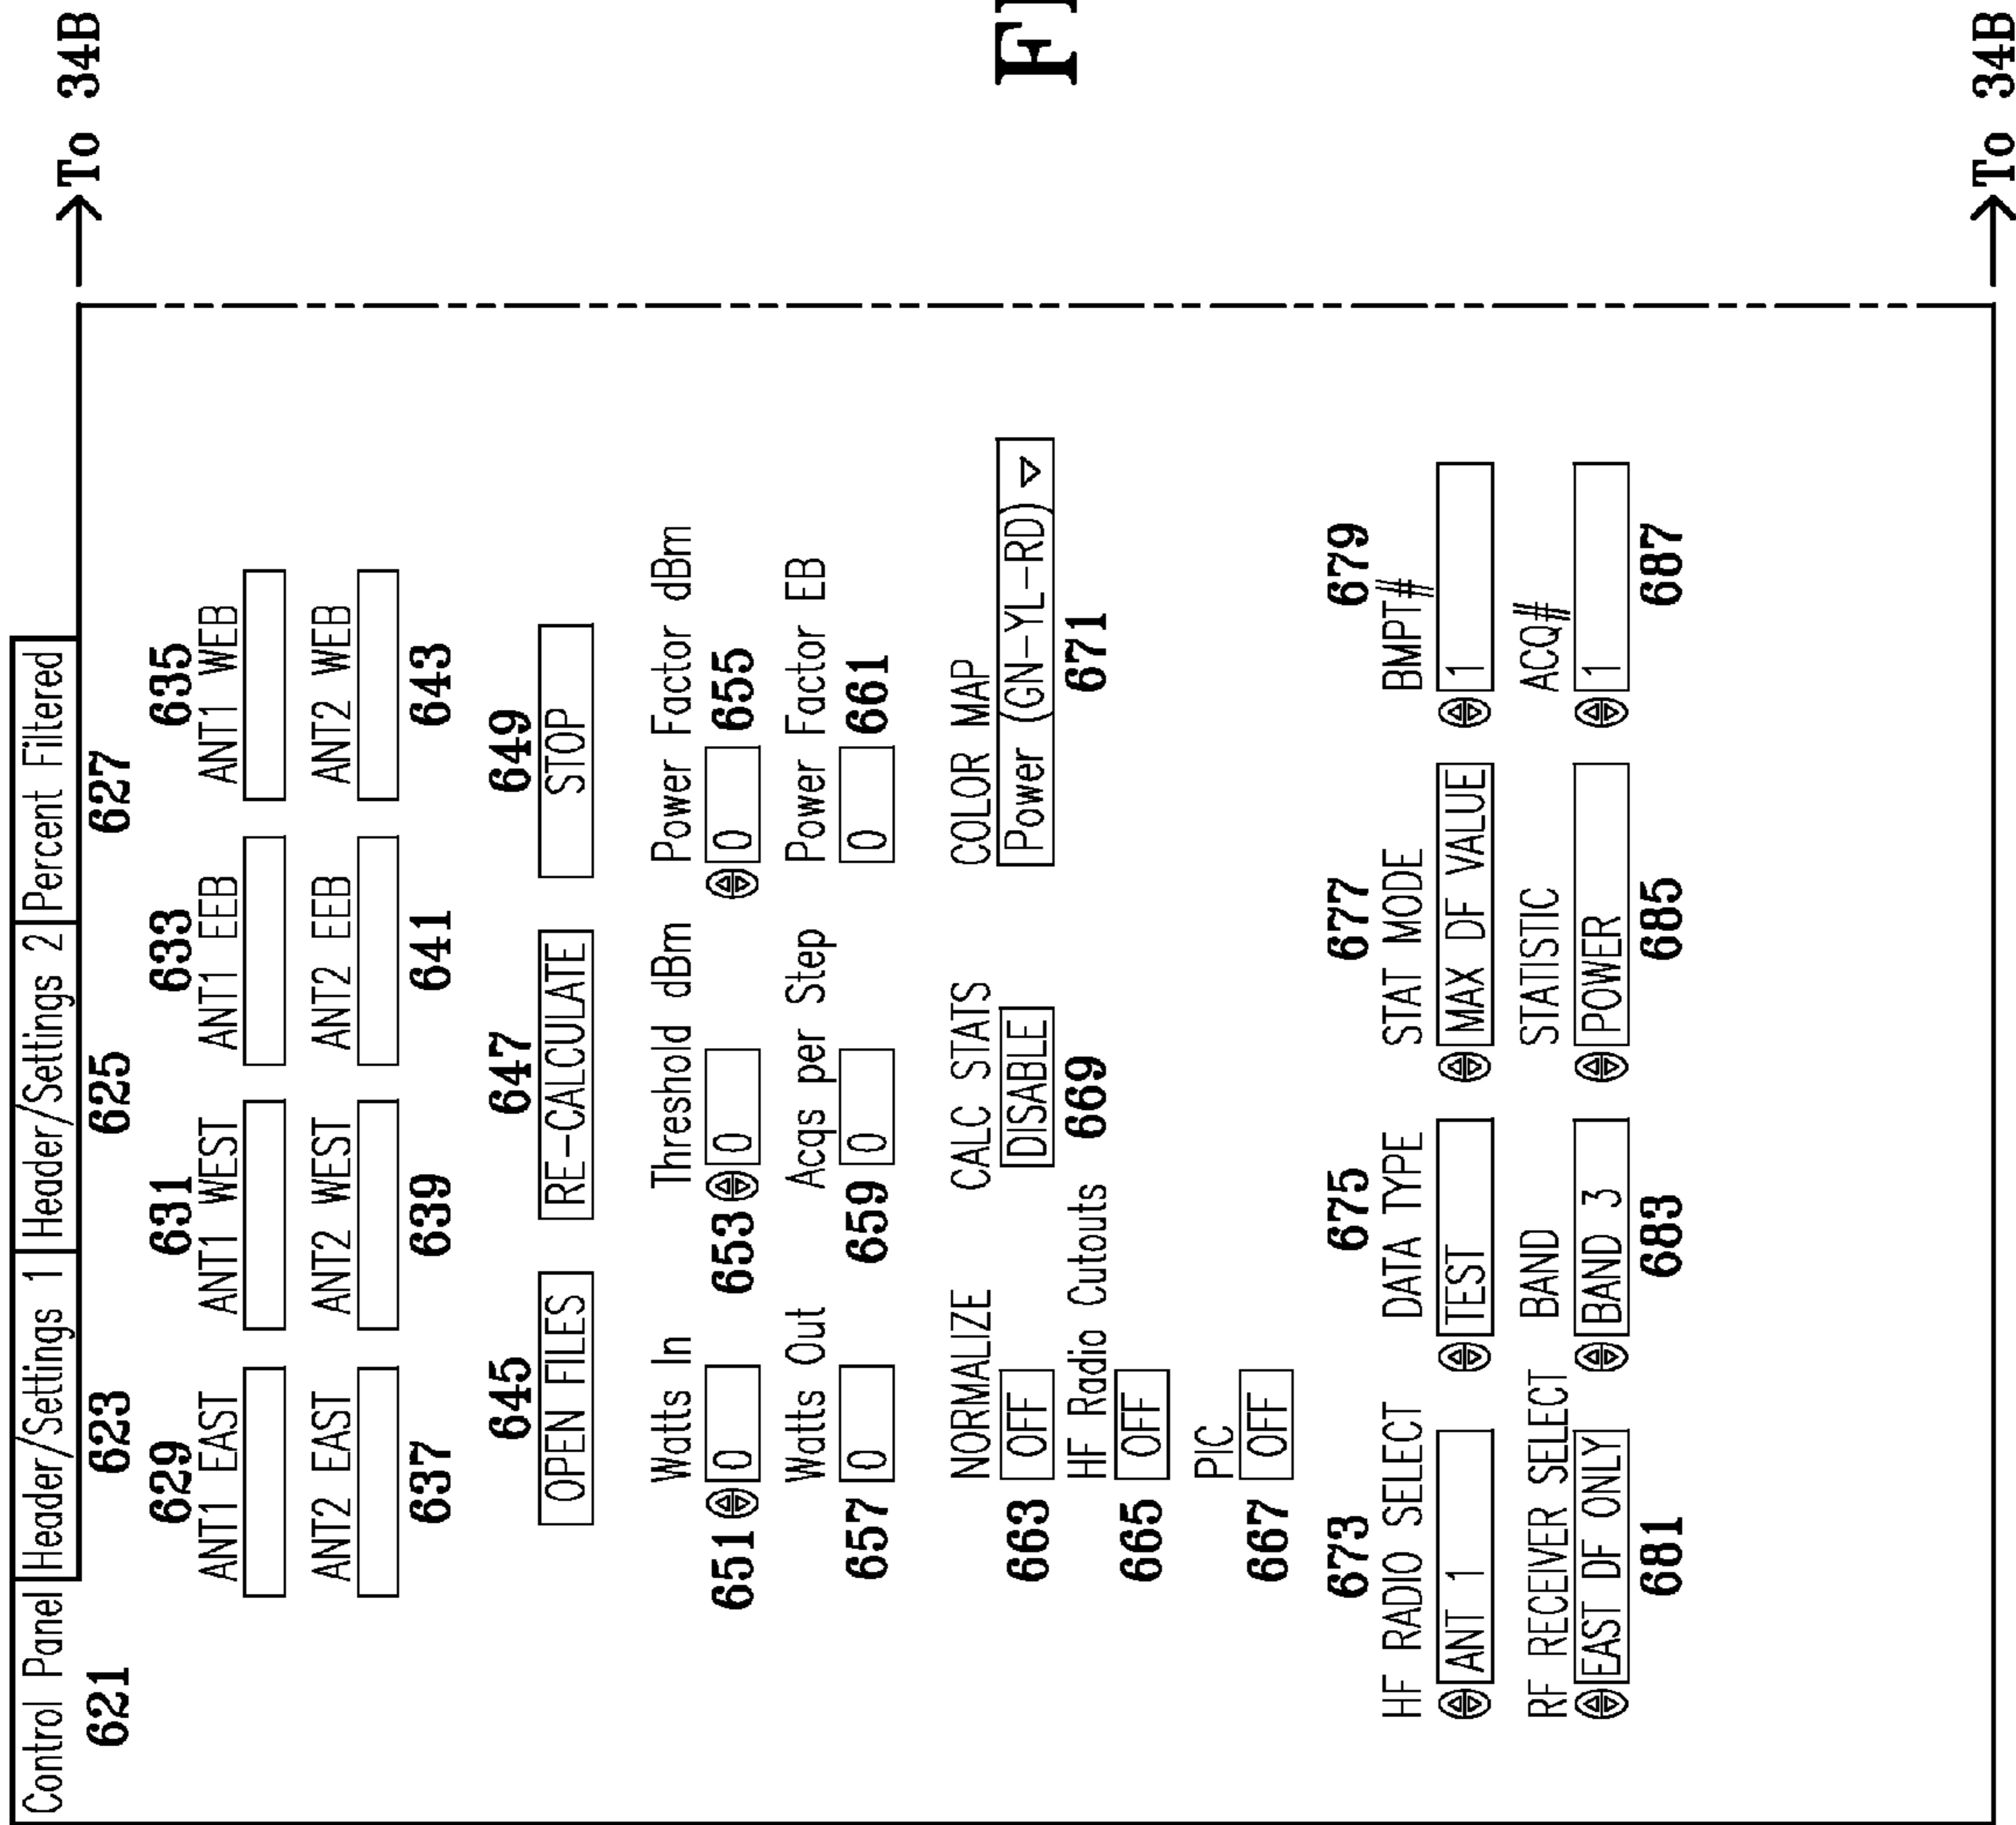 Control Panel Header/Settings 1 Header/Settings 2 Percent Filtered
→To 34B
621 623 625 627
629 631 633 635
ANT1 EAST ANT1 WEST ANT1 EEB ANT1 WEB
ANT2 EAST ANT2 WEST ANT2 EEB ANT2 WEB
637 639 641 643
645 647 649
OPEN FILES RE-CALCULATE STOP
Watts In Threshold dBm Power Factor dBm
651 0 653 0 0 655
Watts Out Acqs per Step Power Factor EB
657 0 659 0 0 661
NORMALIZE CALC STATS COLOR MAP
663 OFF DISABLE Power (GN-YL-RD)
HF Radio Cutouts 669 671
665 OFF
PIC
667 OFF
673 675 677 679
HF RADIO SELECT DATA TYPE STAT MODE BMPT#
ANT 1 TEST MAX DF VALUE 1
RF RECEIVER SELECT BAND STATISTIC ACQ#
EAST DF ONLY BAND 3 POWER 1
681 683 685 687
→To 34B